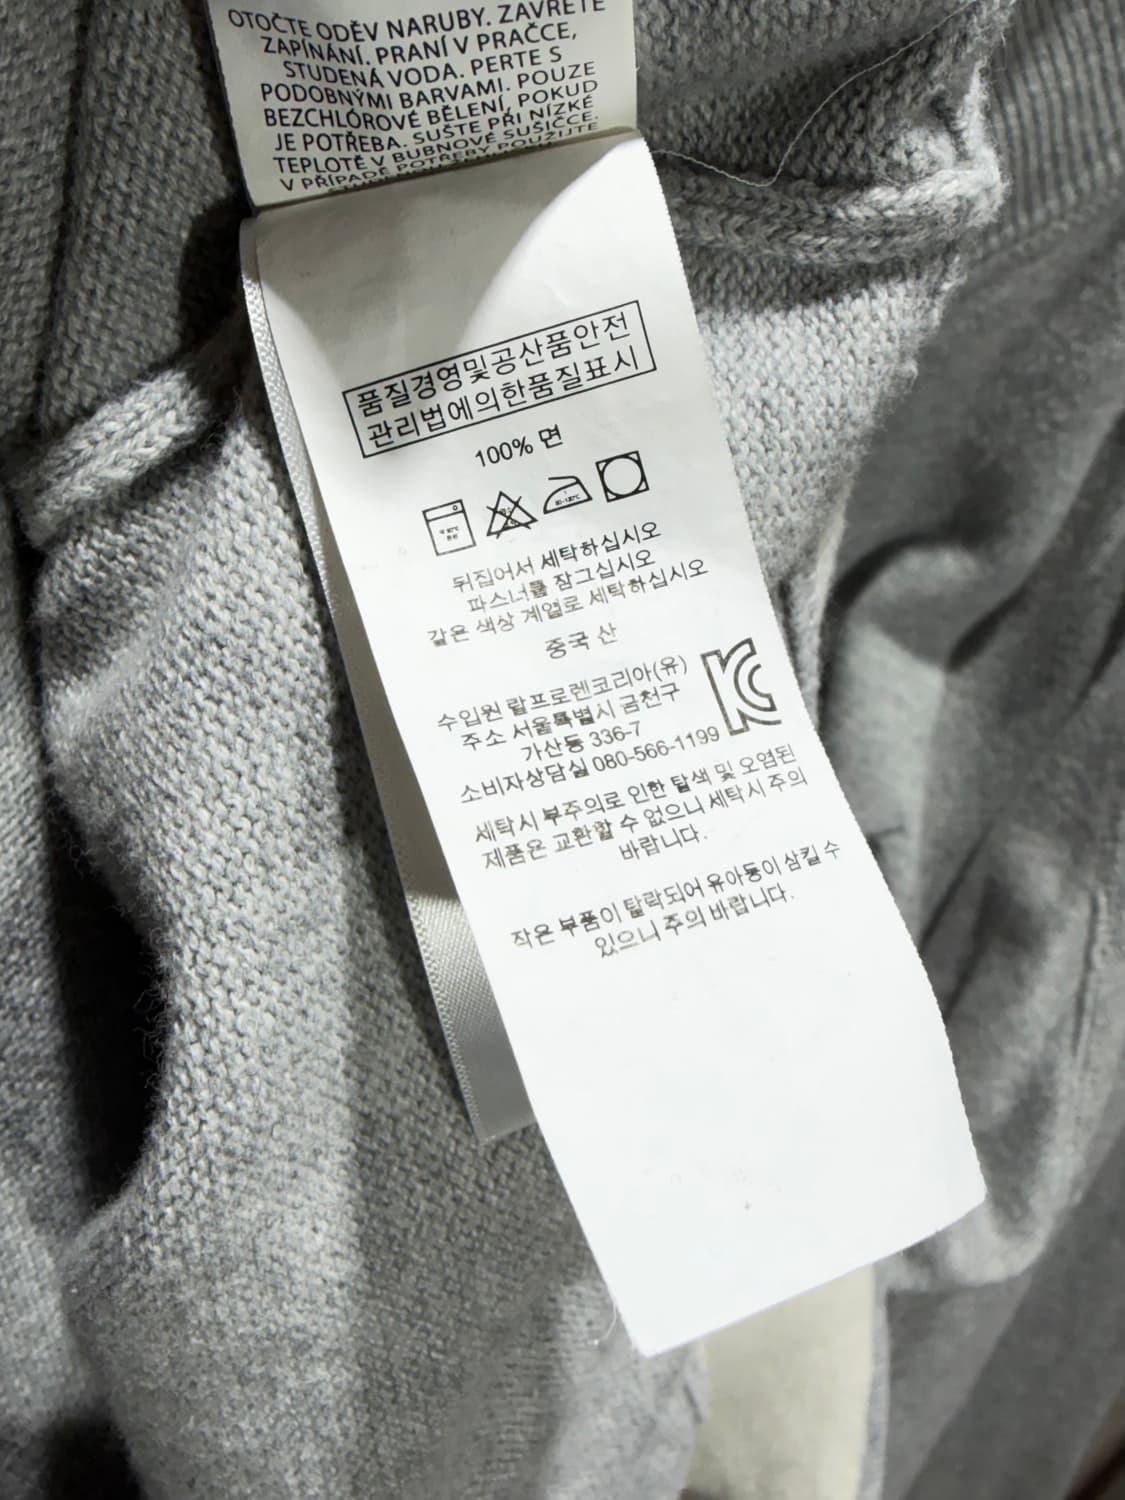 OTOČTE ODĚV NARUBY. ZAVŘETE
ZAPÍNÁNÍ. PRANÍ V PRAČCE,
STUDENÁ VODA. PERTE S
PODOBNÝMI BARVAMI. POUZE
BEZCHLÓROVÉ BĚLENÍ, POKUD
JE POTŘEBA. SUŠTE PŘI NÍZKÉ
TEPLOTĚ V BUBNOVÉ SUŠIČCE.
V PŘÍPADĚ POTŘEBY POUŽIJTE
품질경영및공산품안전
관리법에의한품질표시
100% 면
뒤집어서 세탁하십시오
파스너를 잠그십시오
같은 색상 계열로 세탁하십시오
중국 산
수입원 랄프로렌코리아(유)
주소 서울특별시 금천구
가산동 336-7
소비자상담실 080-566-1199
세탁시 부주의로 인한 탈색 및 오염된
제품은 교환할 수 없으니 세탁시 주의
바랍니다.
작은 부품이 탈락되어 유아동이 삼킬 수
있으니 주의 바랍니다.